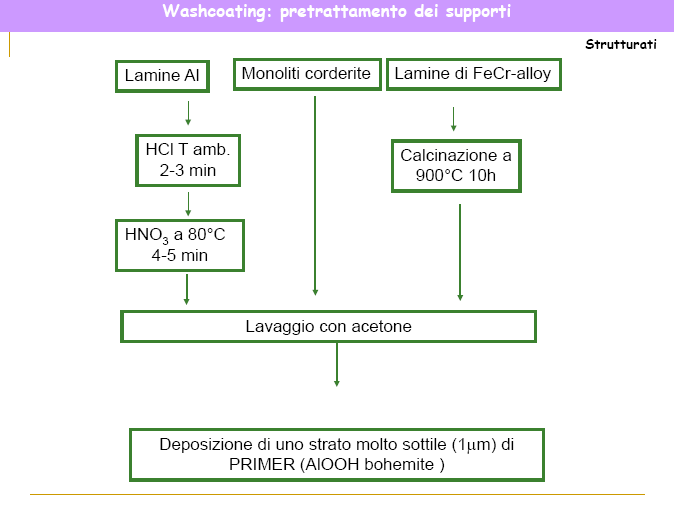 Washcoating: pretrattamento dei supporti
Strutturati
Lamine Al
Monoliti corderite
Lamine di FeCr-alloy
HCl T amb.
2-3 min
Calcinazione a
900°C 10h
HNO3 a 80°C
4-5 min
Lavaggio con acetone
Deposizione di uno strato molto sottile (1μm) di
PRIMER (AlOOH bohemite )